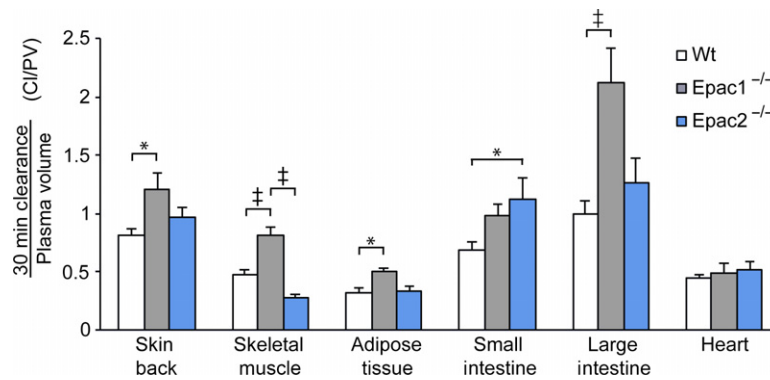 30 min clearance
Plasma volume
(Cl/PV)
2.5
2
1.5
1
0.5
0
*
‡
‡
*
*
‡
Wt
Epac1 −/−
Epac2 −/−
Skin
back
Skeletal
muscle
Adipose
tissue
Small
intestine
Large
intestine
Heart